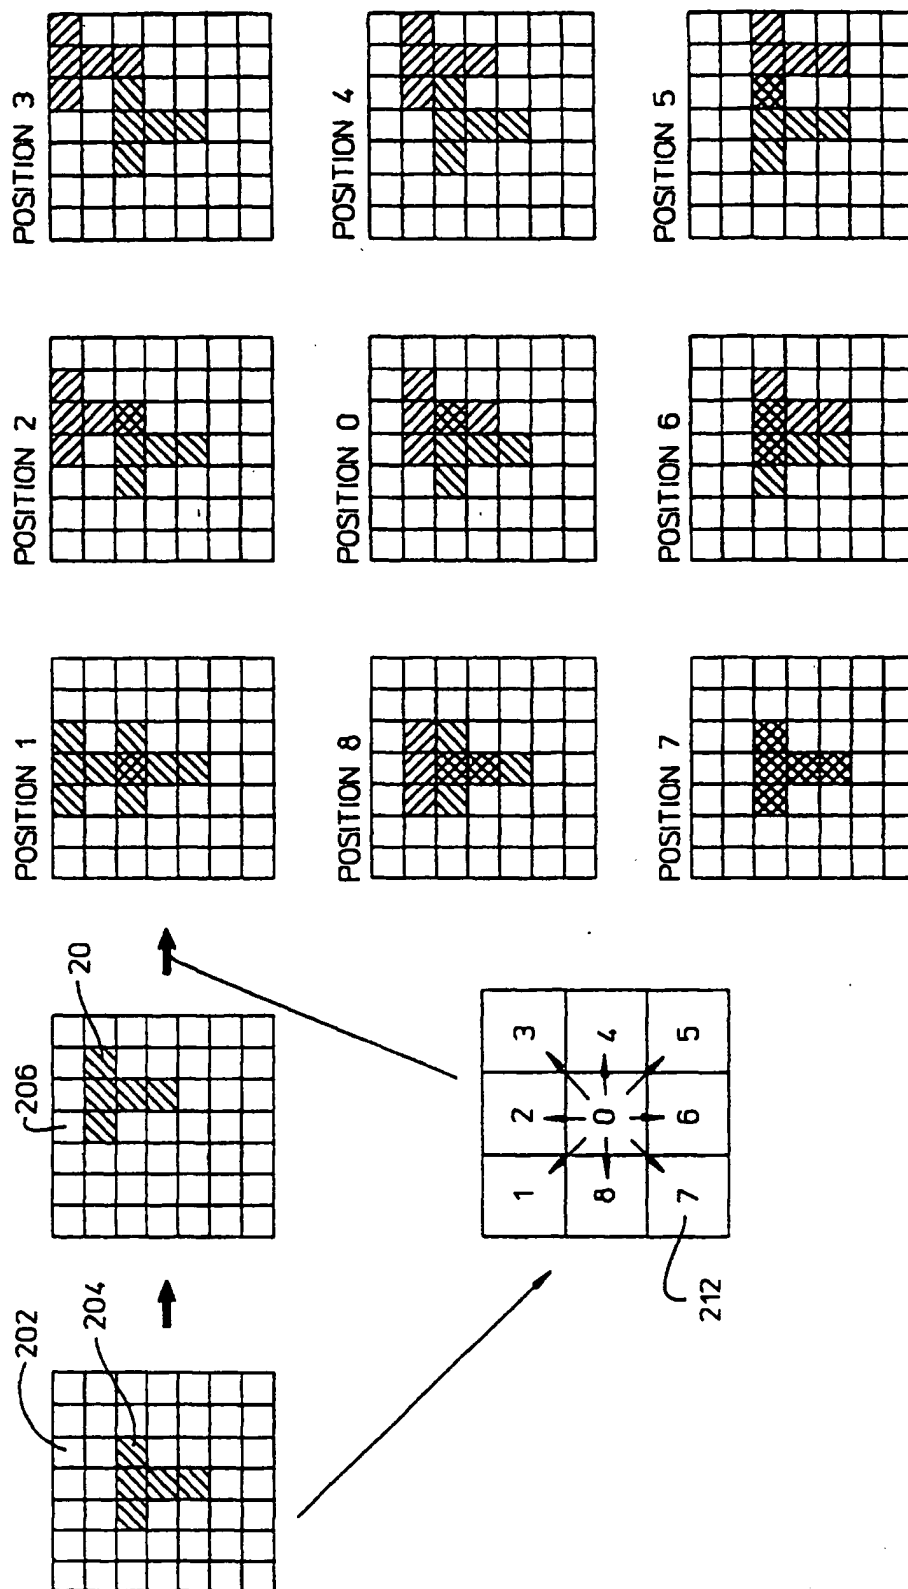 POSITION 3
POSITION 4
POSITION 5
POSITION 2
POSITION 0
POSITION 6
POSITION 1
POSITION 8
POSITION 7
20
206
202
204
1 2 3
8 0 4
7 6 5
212